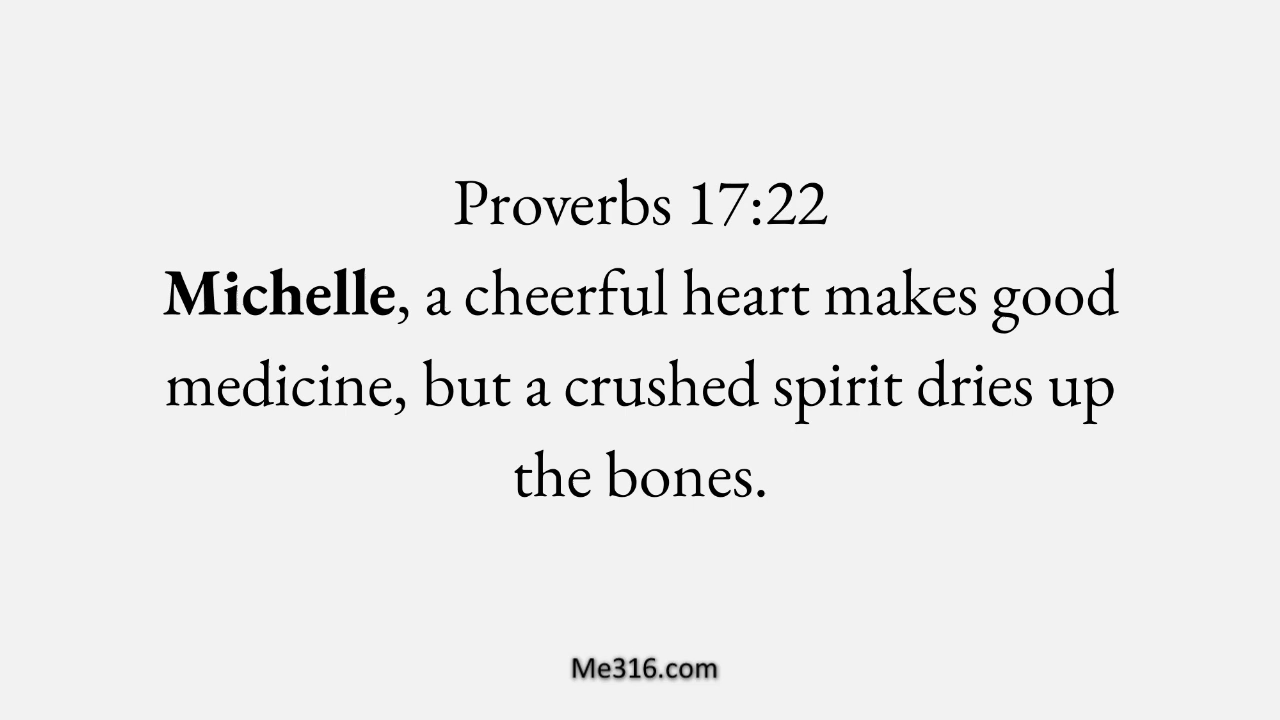 Proverbs 17:22
Michelle, a cheerful heart makes good
medicine, but a crushed spirit dries up
the bones.
Me316.com